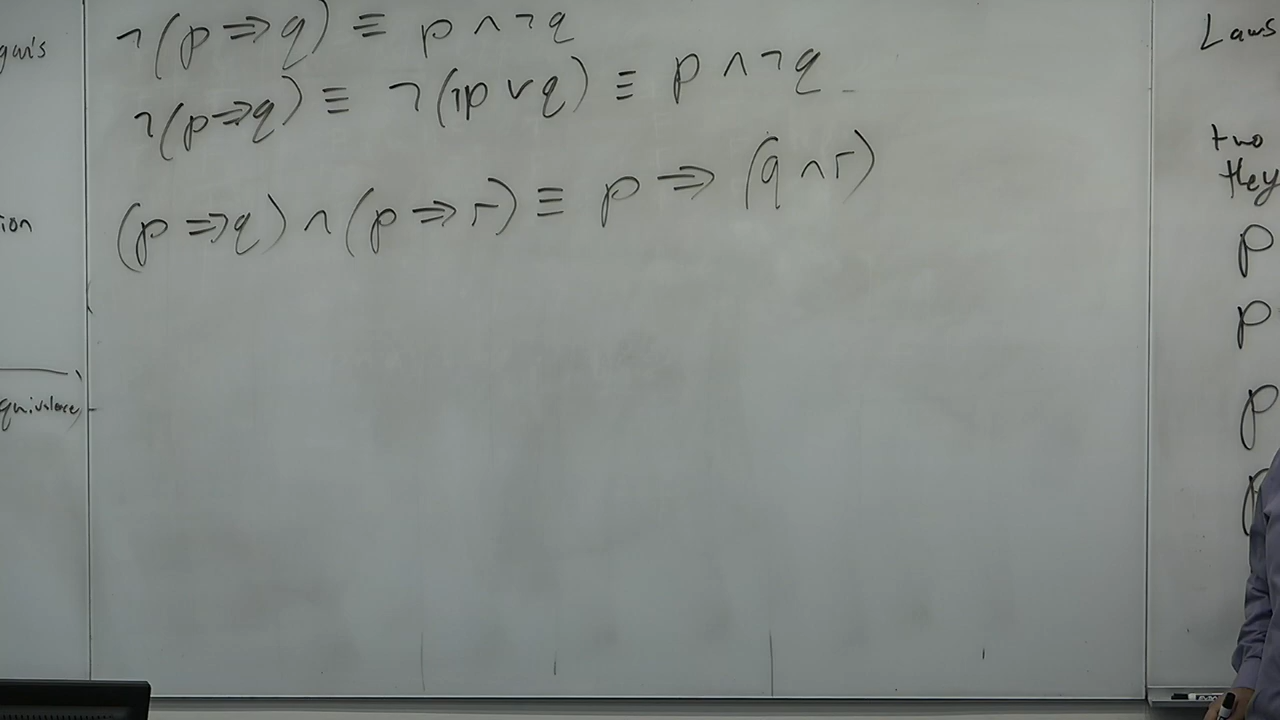 ¬(p ⇒ q) ≡ p ∧ ¬q
¬(p ⇒ q) ≡ ¬(¬p ∨ q) ≡ p ∧ ¬q
(p ⇒ q) ∧ (p ⇒ r) ≡ p ⇒ (q ∧ r)
Laws
two
they
p
p
p
p